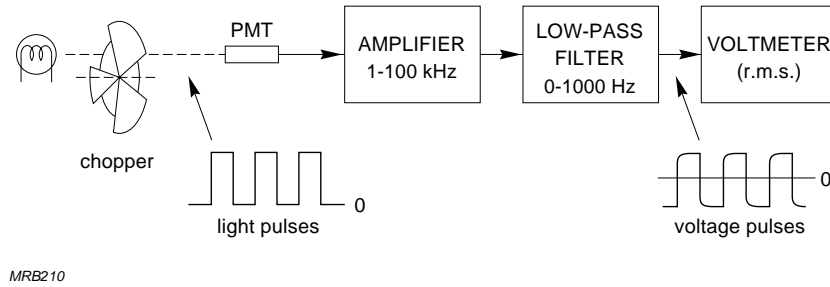 PMT
AMPLIFIER
1-100 kHz
LOW-PASS
FILTER
0-1000 Hz
VOLTMETER
(r.m.s.)
chopper
0
light pulses
0
voltage pulses
MRB210